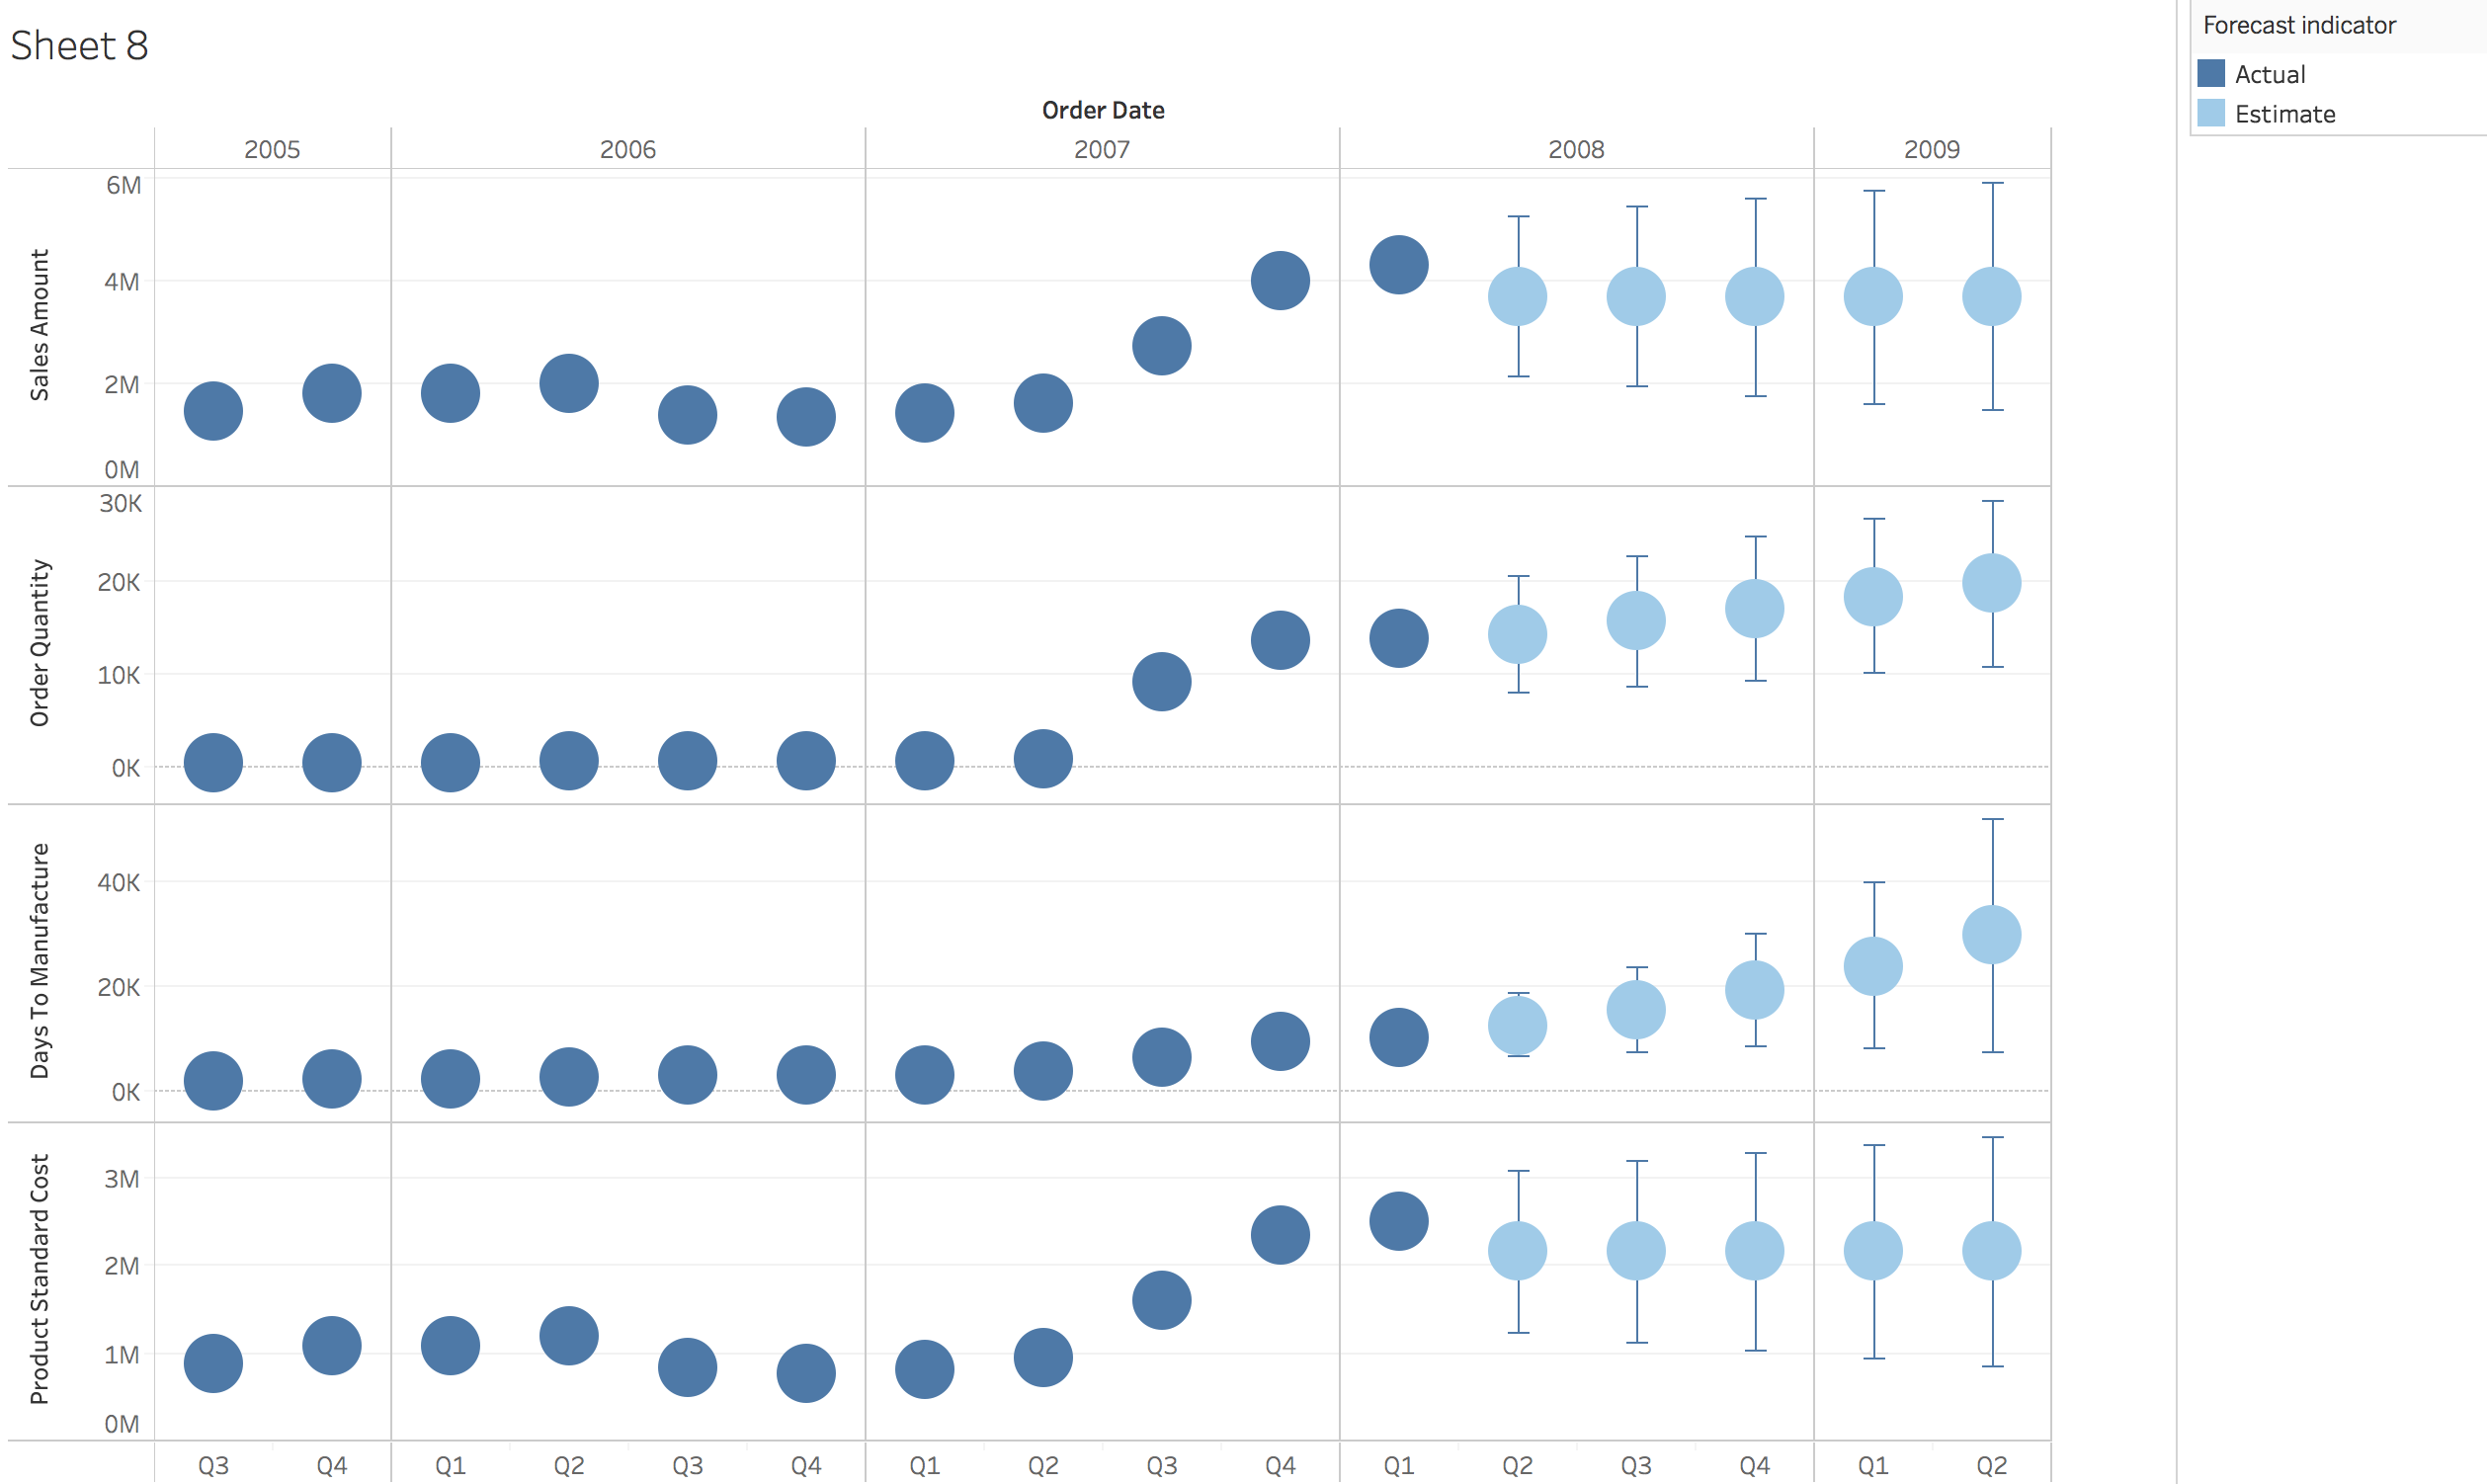 Sheet 8
Order Date
2005 2006 2007 2008 2009
Sales Amount
6M
4M
2M
0M
Order Quantity
30K
20K
10K
0K
Days To Manufacture
40K
20K
0K
Product Standard Cost
3M
2M
1M
0M
Q3 Q4 Q1 Q2 Q3 Q4 Q1 Q2 Q3 Q4 Q1 Q2 Q3 Q4 Q1 Q2
Forecast indicator
Actual
Estimate